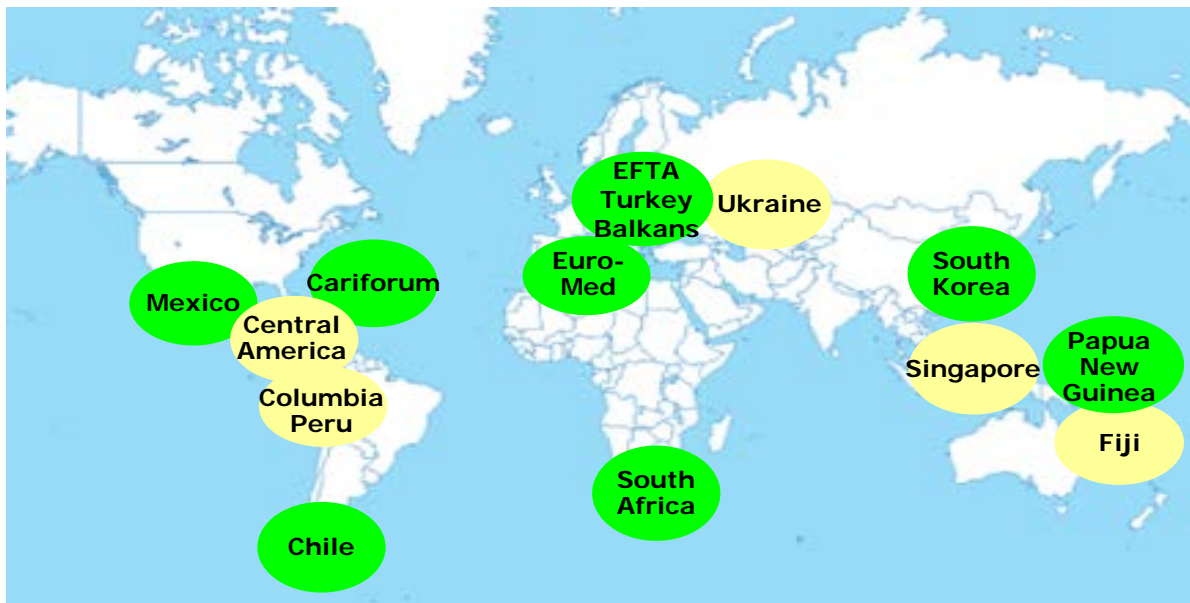 EFTA
Turkey
Balkans
Ukraine
Euro-
Med
South
Korea
Cariforum
Mexico
Central
America
Singapore
Papua
New
Guinea
Columbia
Peru
Fiji
South
Africa
Chile